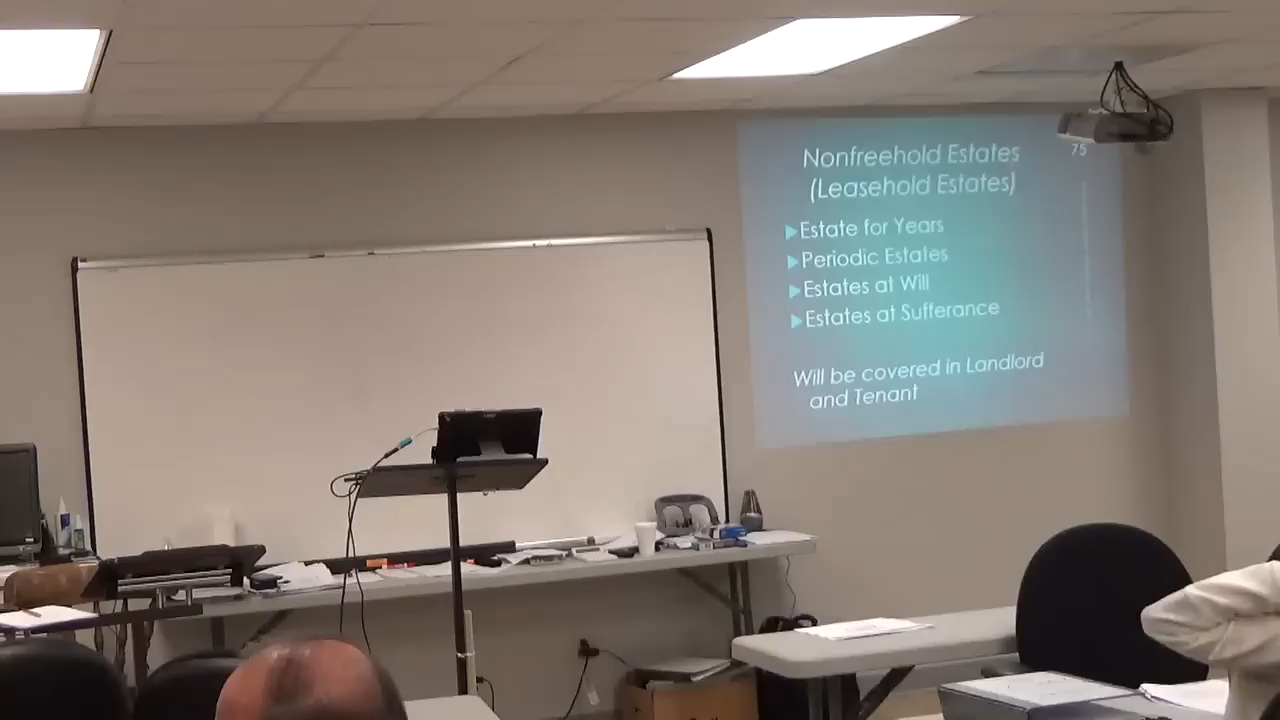 Nonfreehold Estates
(Leasehold Estates)
75
Estate for Years
Periodic Estates
Estates at Will
Estates at Sufferance
Will be covered in Landlord
and Tenant